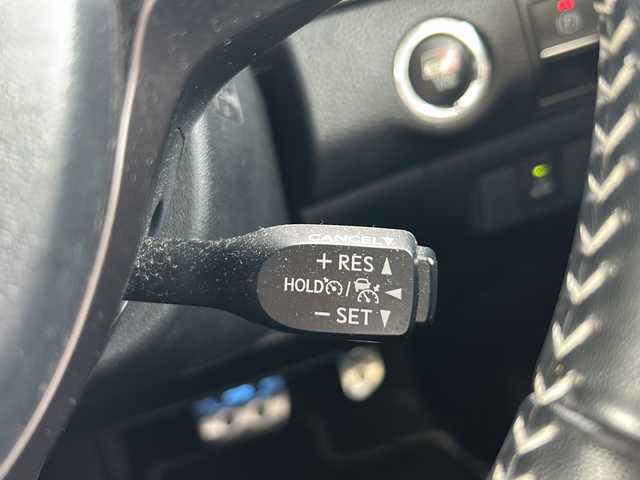 CANCEL▼
+ RES ▲
HOLD / ◀
− SET ▼